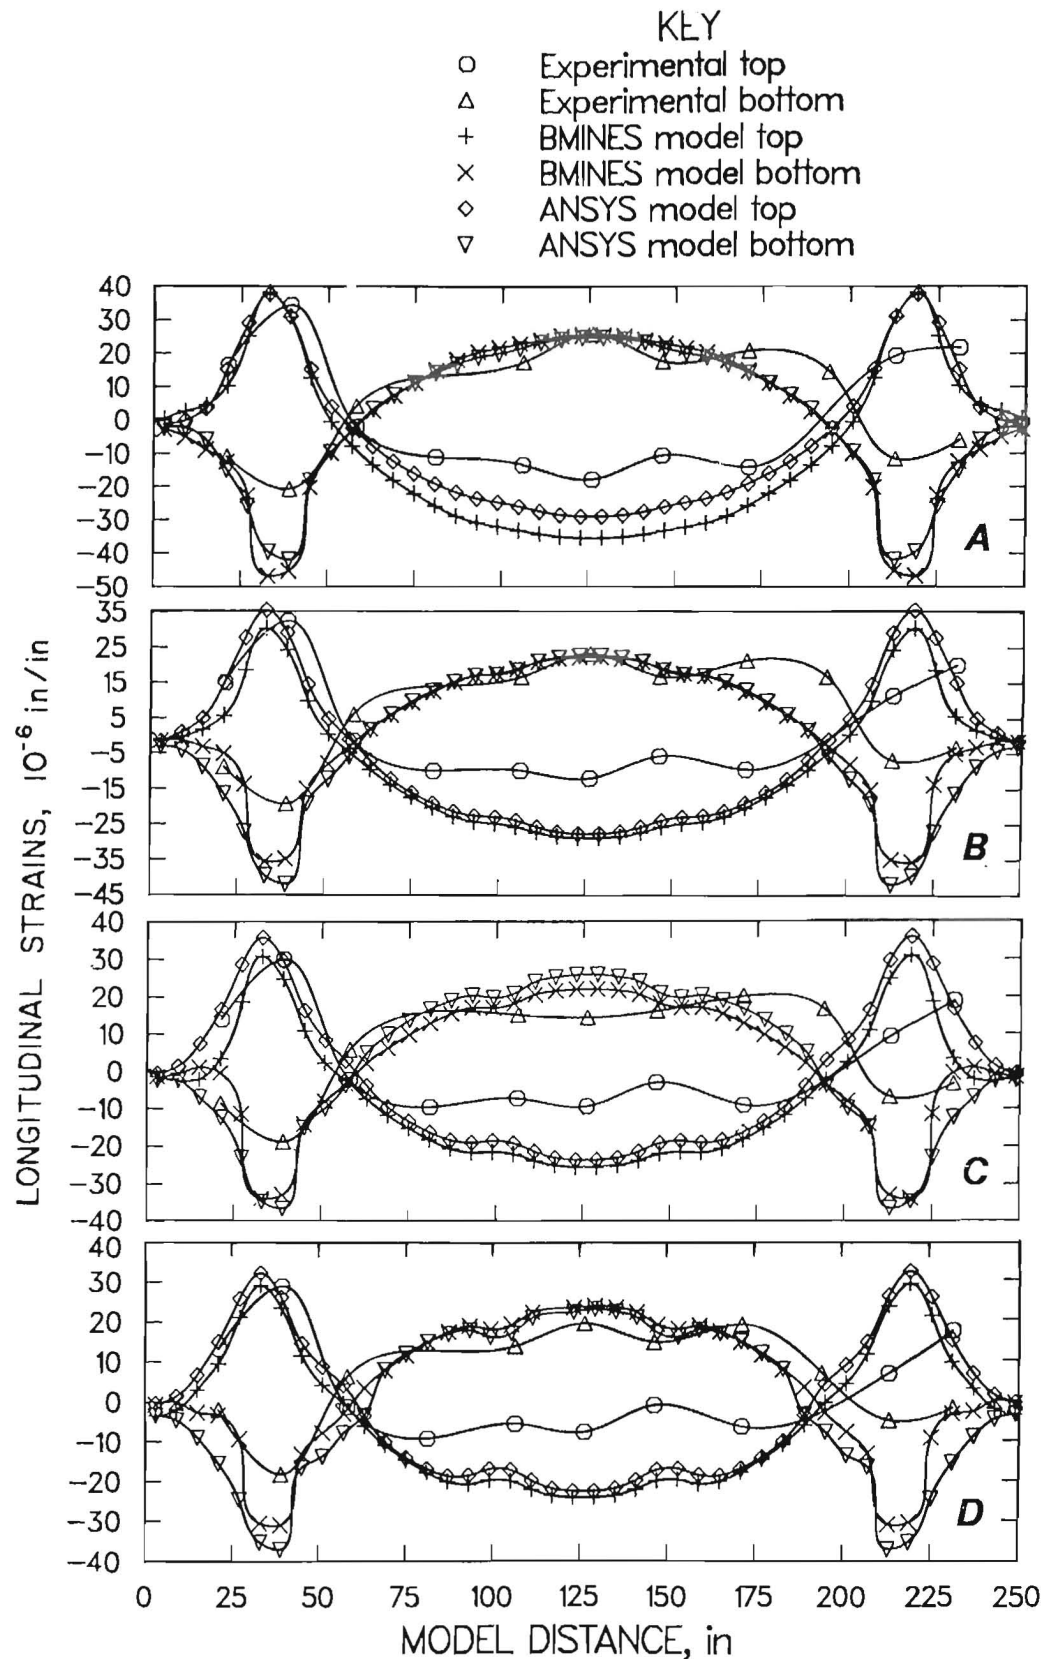 KEY
Experimental top
Experimental bottom
BMINES model top
BMINES model bottom
ANSYS model top
ANSYS model bottom
LONGITUDINAL STRAINS, 10⁻⁶ in/in
40
30
20
10
0
−10
−20
−30
−40
−50
A
35
25
15
5
−5
−15
−25
−35
−45
B
40
30
20
10
0
−10
−20
−30
−40
C
40
30
20
10
0
−10
−20
−30
−40
D
0 25 50 75 100 125 150 175 200 225 250
MODEL DISTANCE, in